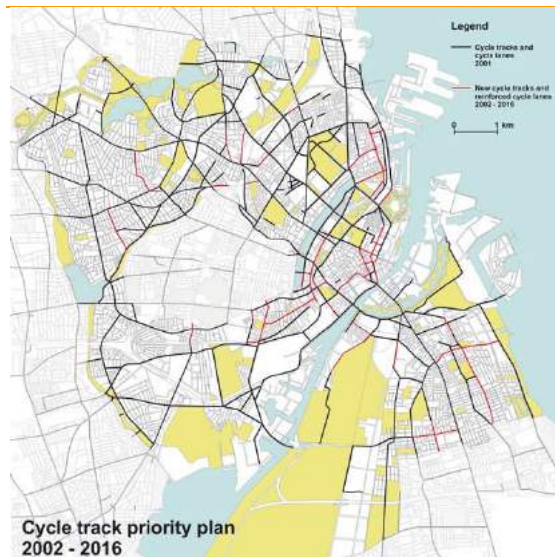 Legend
Cycle tracks and
cycle lanes
2001
New cycle tracks and
reinforced cycle lanes
2002 - 2016
0 1 km
Cycle track priority plan
2002 - 2016